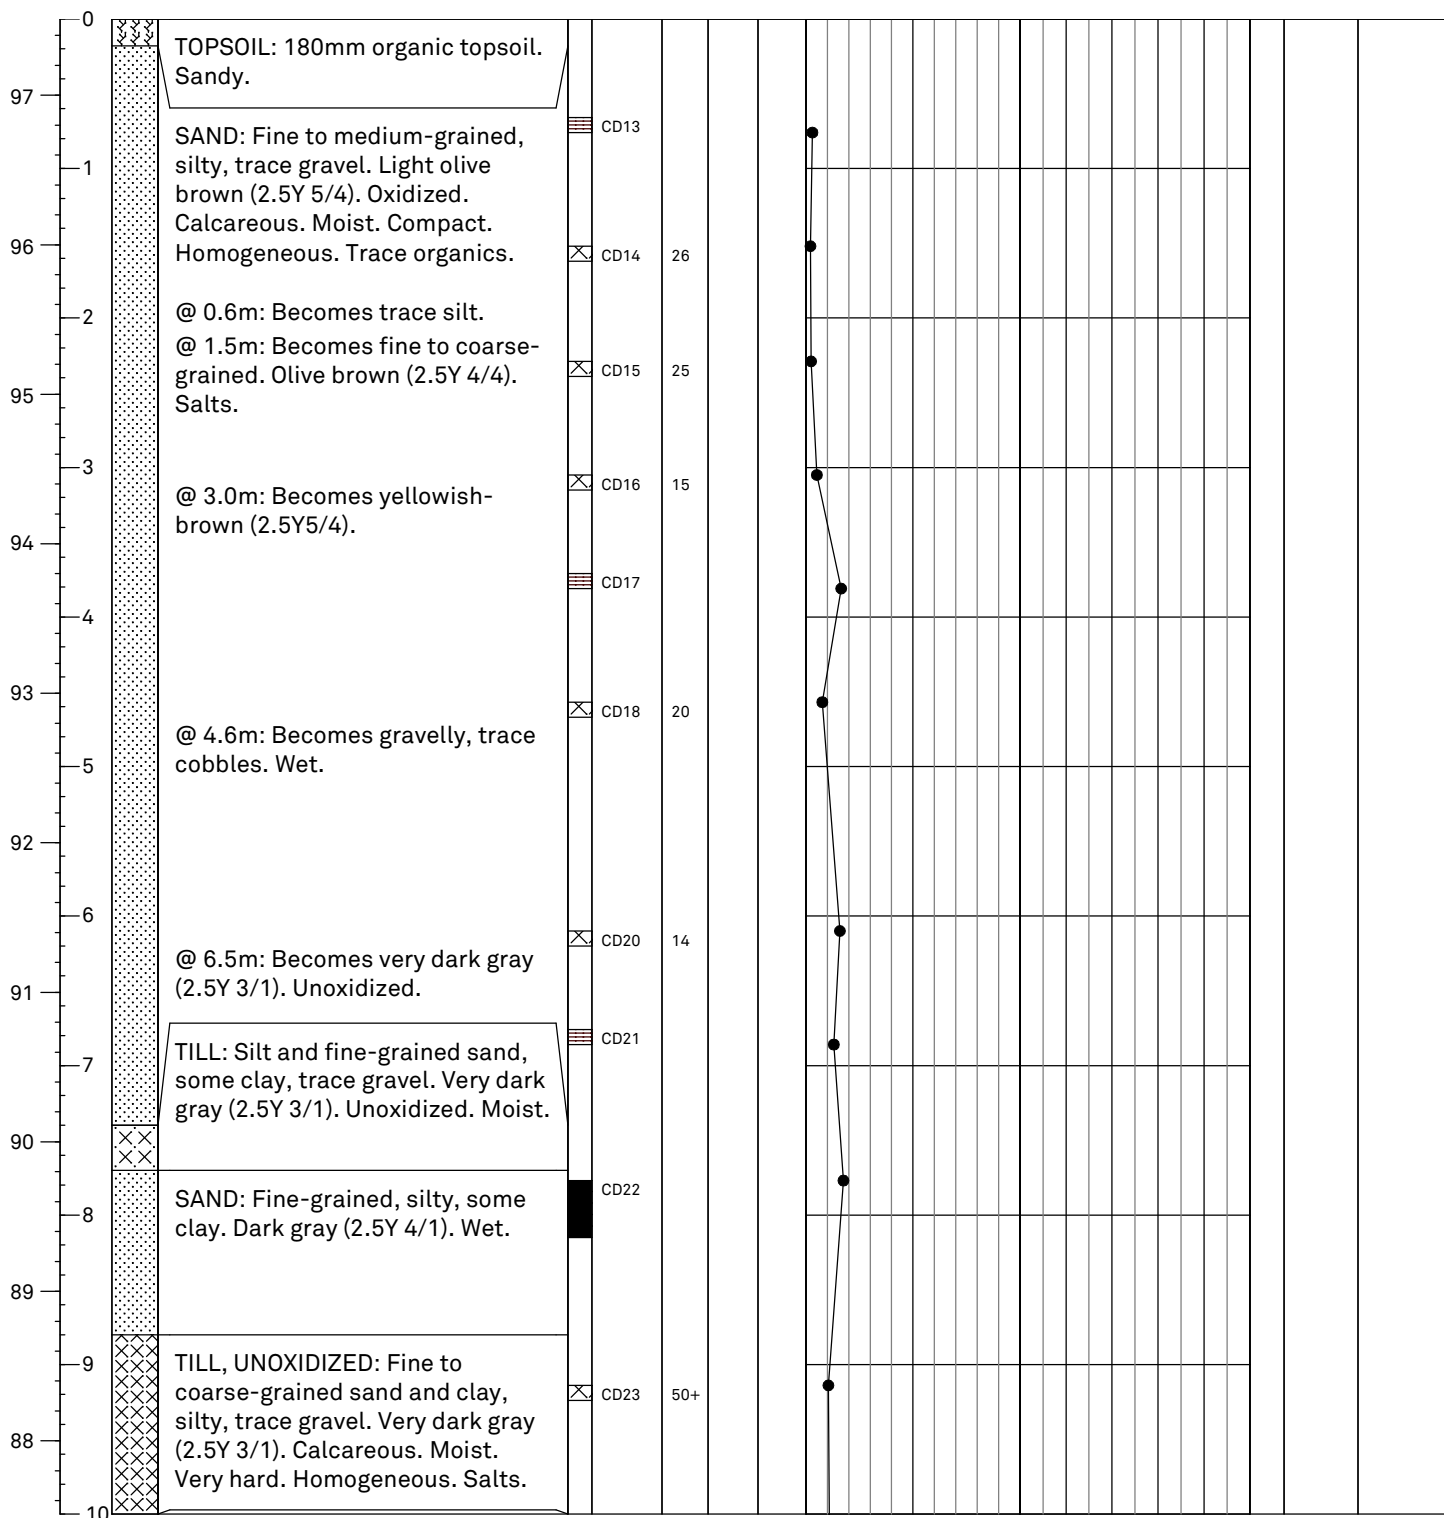 0
TOPSOIL: 180mm organic topsoil.
Sandy.
97
CD13
SAND: Fine to medium-grained,
silty, trace gravel. Light olive
1
brown (2.5Y 5/4). Oxidized.
Calcareous. Moist. Compact.
96
Homogeneous. Trace organics.
CD14 26
@ 0.6m: Becomes trace silt.
2
@ 1.5m: Becomes fine to coarse-
grained. Olive brown (2.5Y 4/4).
CD15 25
95
Salts.
3
@ 3.0m: Becomes yellowish-
CD16 15
brown (2.5Y5/4).
94
CD17
4
93
CD18 20
@ 4.6m: Becomes gravelly, trace
cobbles. Wet.
5
92
6
CD20 14
@ 6.5m: Becomes very dark gray
(2.5Y 3/1). Unoxidized.
91
CD21
TILL: Silt and fine-grained sand,
7
some clay, trace gravel. Very dark
gray (2.5Y 3/1). Unoxidized. Moist.
90
CD22
SAND: Fine-grained, silty, some
8
clay. Dark gray (2.5Y 4/1). Wet.
89
9
TILL, UNOXIDIZED: Fine to
coarse-grained sand and clay,
CD23 50+
silty, trace gravel. Very dark gray
88
(2.5Y 3/1). Calcareous. Moist.
Very hard. Homogeneous. Salts.
10